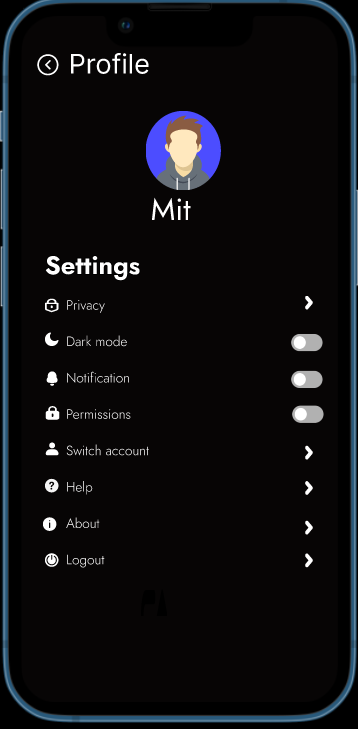 Profile
Mit
Settings
Privacy
Dark mode
Notification
Permissions
Switch account
Help
About
Logout